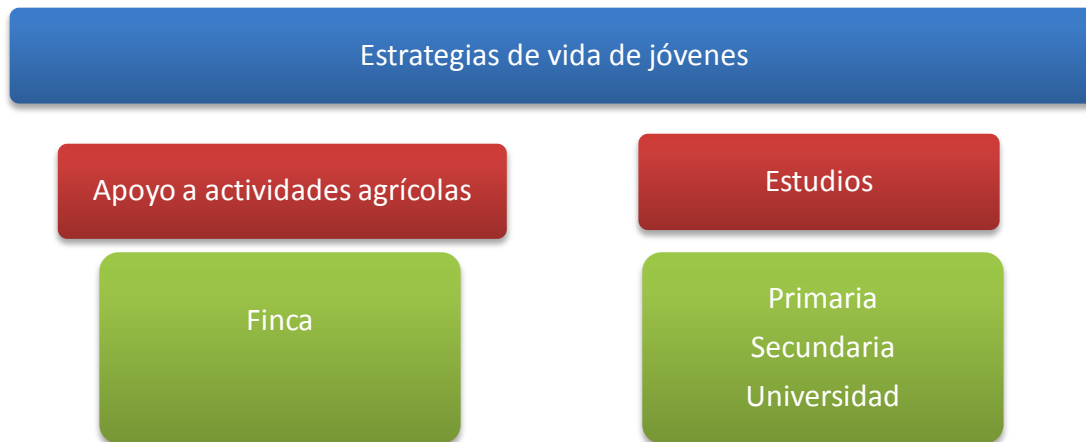 Estrategias de vida de jóvenes
Apoyo a actividades agrícolas
Estudios
Finca
Primaria
Secundaria
Universidad